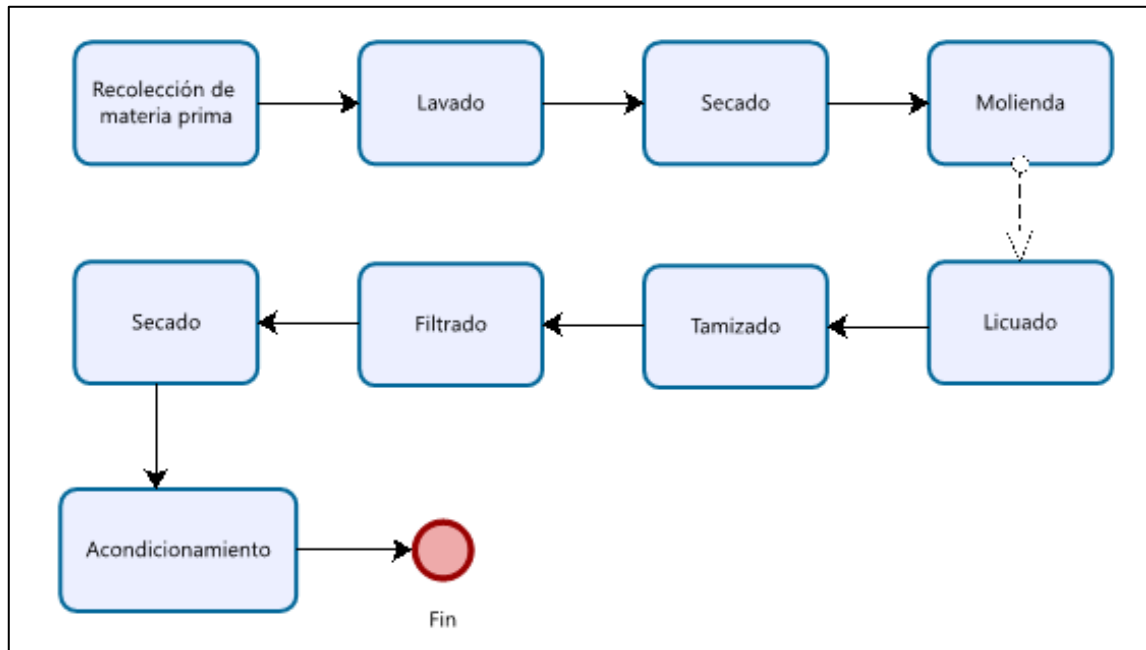 Recolección de
materia prima
Lavado
Secado
Molienda
Secado
Filtrado
Tamizado
Licuado
Acondicionamiento
Fin